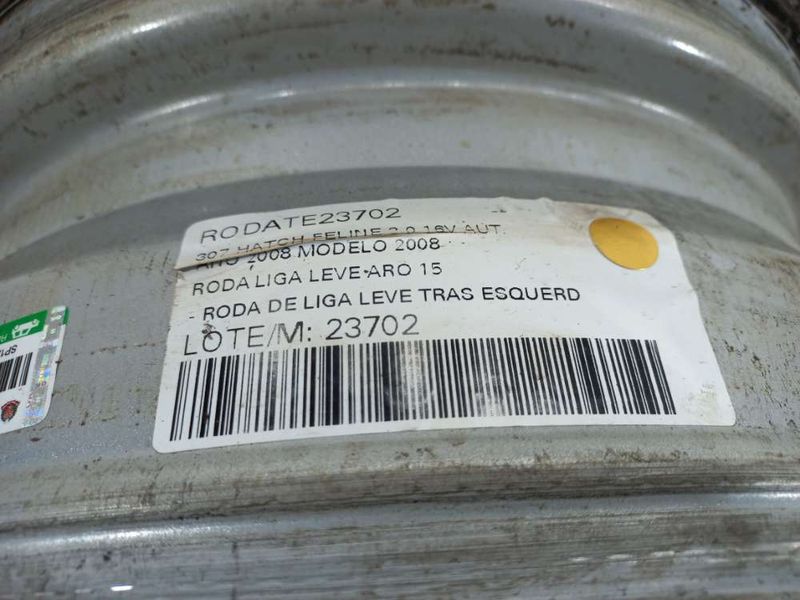 RODATE23702
307 HATCH FELINE 2.0 16V AUT.
ANO 2008 MODELO 2008
RODA LIGA LEVE ARO 15
- RODA DE LIGA LEVE TRAS ESQUERD
LOTE/M: 23702